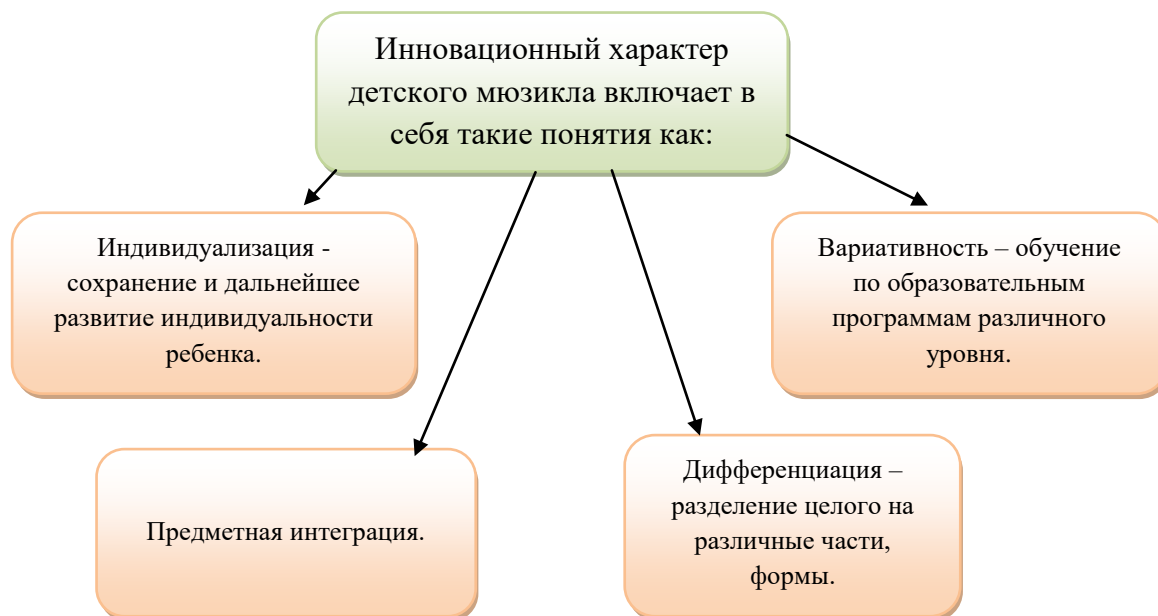 Инновационный характер
детского мюзикла включает в
себя такие понятия как:
Индивидуализация -
сохранение и дальнейшее
развитие индивидуальности
ребенка.
Вариативность – обучение
по образовательным
программам различного
уровня.
Предметная интеграция.
Дифференциация –
разделение целого на
различные части,
формы.